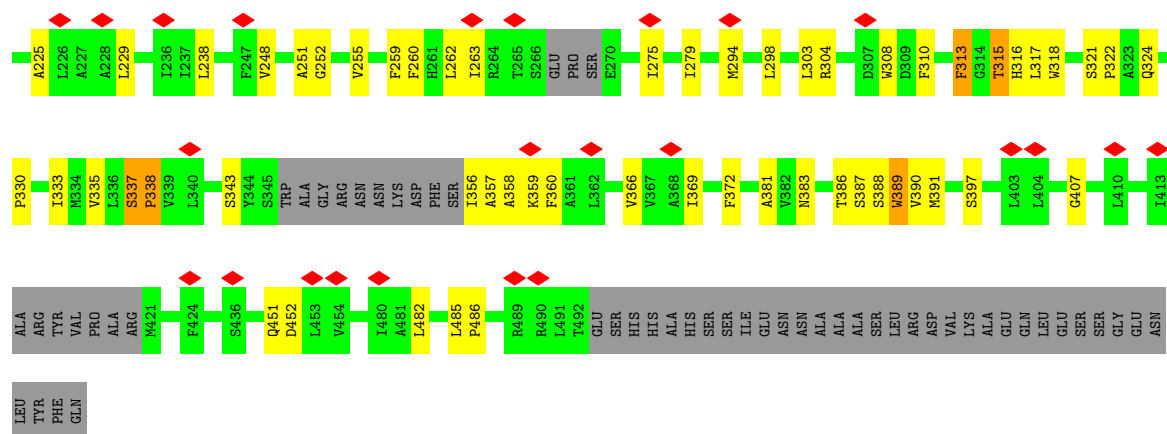 A225 L226 A227 A228 L229 I236 I237 L238 F247 V248 A251 G252 V255 F259 F260 H261 L262 I263 R264 T265 S266 GLU PRO SER E270 I275 I279 M294 L298 L303 R304 D307 W308 D309 F310 F313 G314 T315 H316 L317 W318 S321 P322 A323 Q324
P330 I333 M334 V335 L336 S337 P338 V339 L340 S343 Y344 S345 TRP ALA GLY ARG ASN ASN LYS ASP PHE SER I356 A357 A358 K359 F360 A361 L362 V366 V367 A368 I369 F372 A381 V382 N383 T386 S387 S388 W389 V390 M391 S397 L403 L404 G407 L410 I413
ALA ARG TYR VAL PRO ALA ARG M421 F424 S436 Q451 D452 L453 V454 I480 A481 L482 L485 P486 R489 R490 L491 T492 GLU SER HIS HIS ALA HIS SER SER ILE GLU ASN ASN ALA ALA ALA SER LEU ARG ASP VAL LYS ALA GLU GLN LEU GLU SER SER GLY GLU ASN
LEU TYR PHE GLN